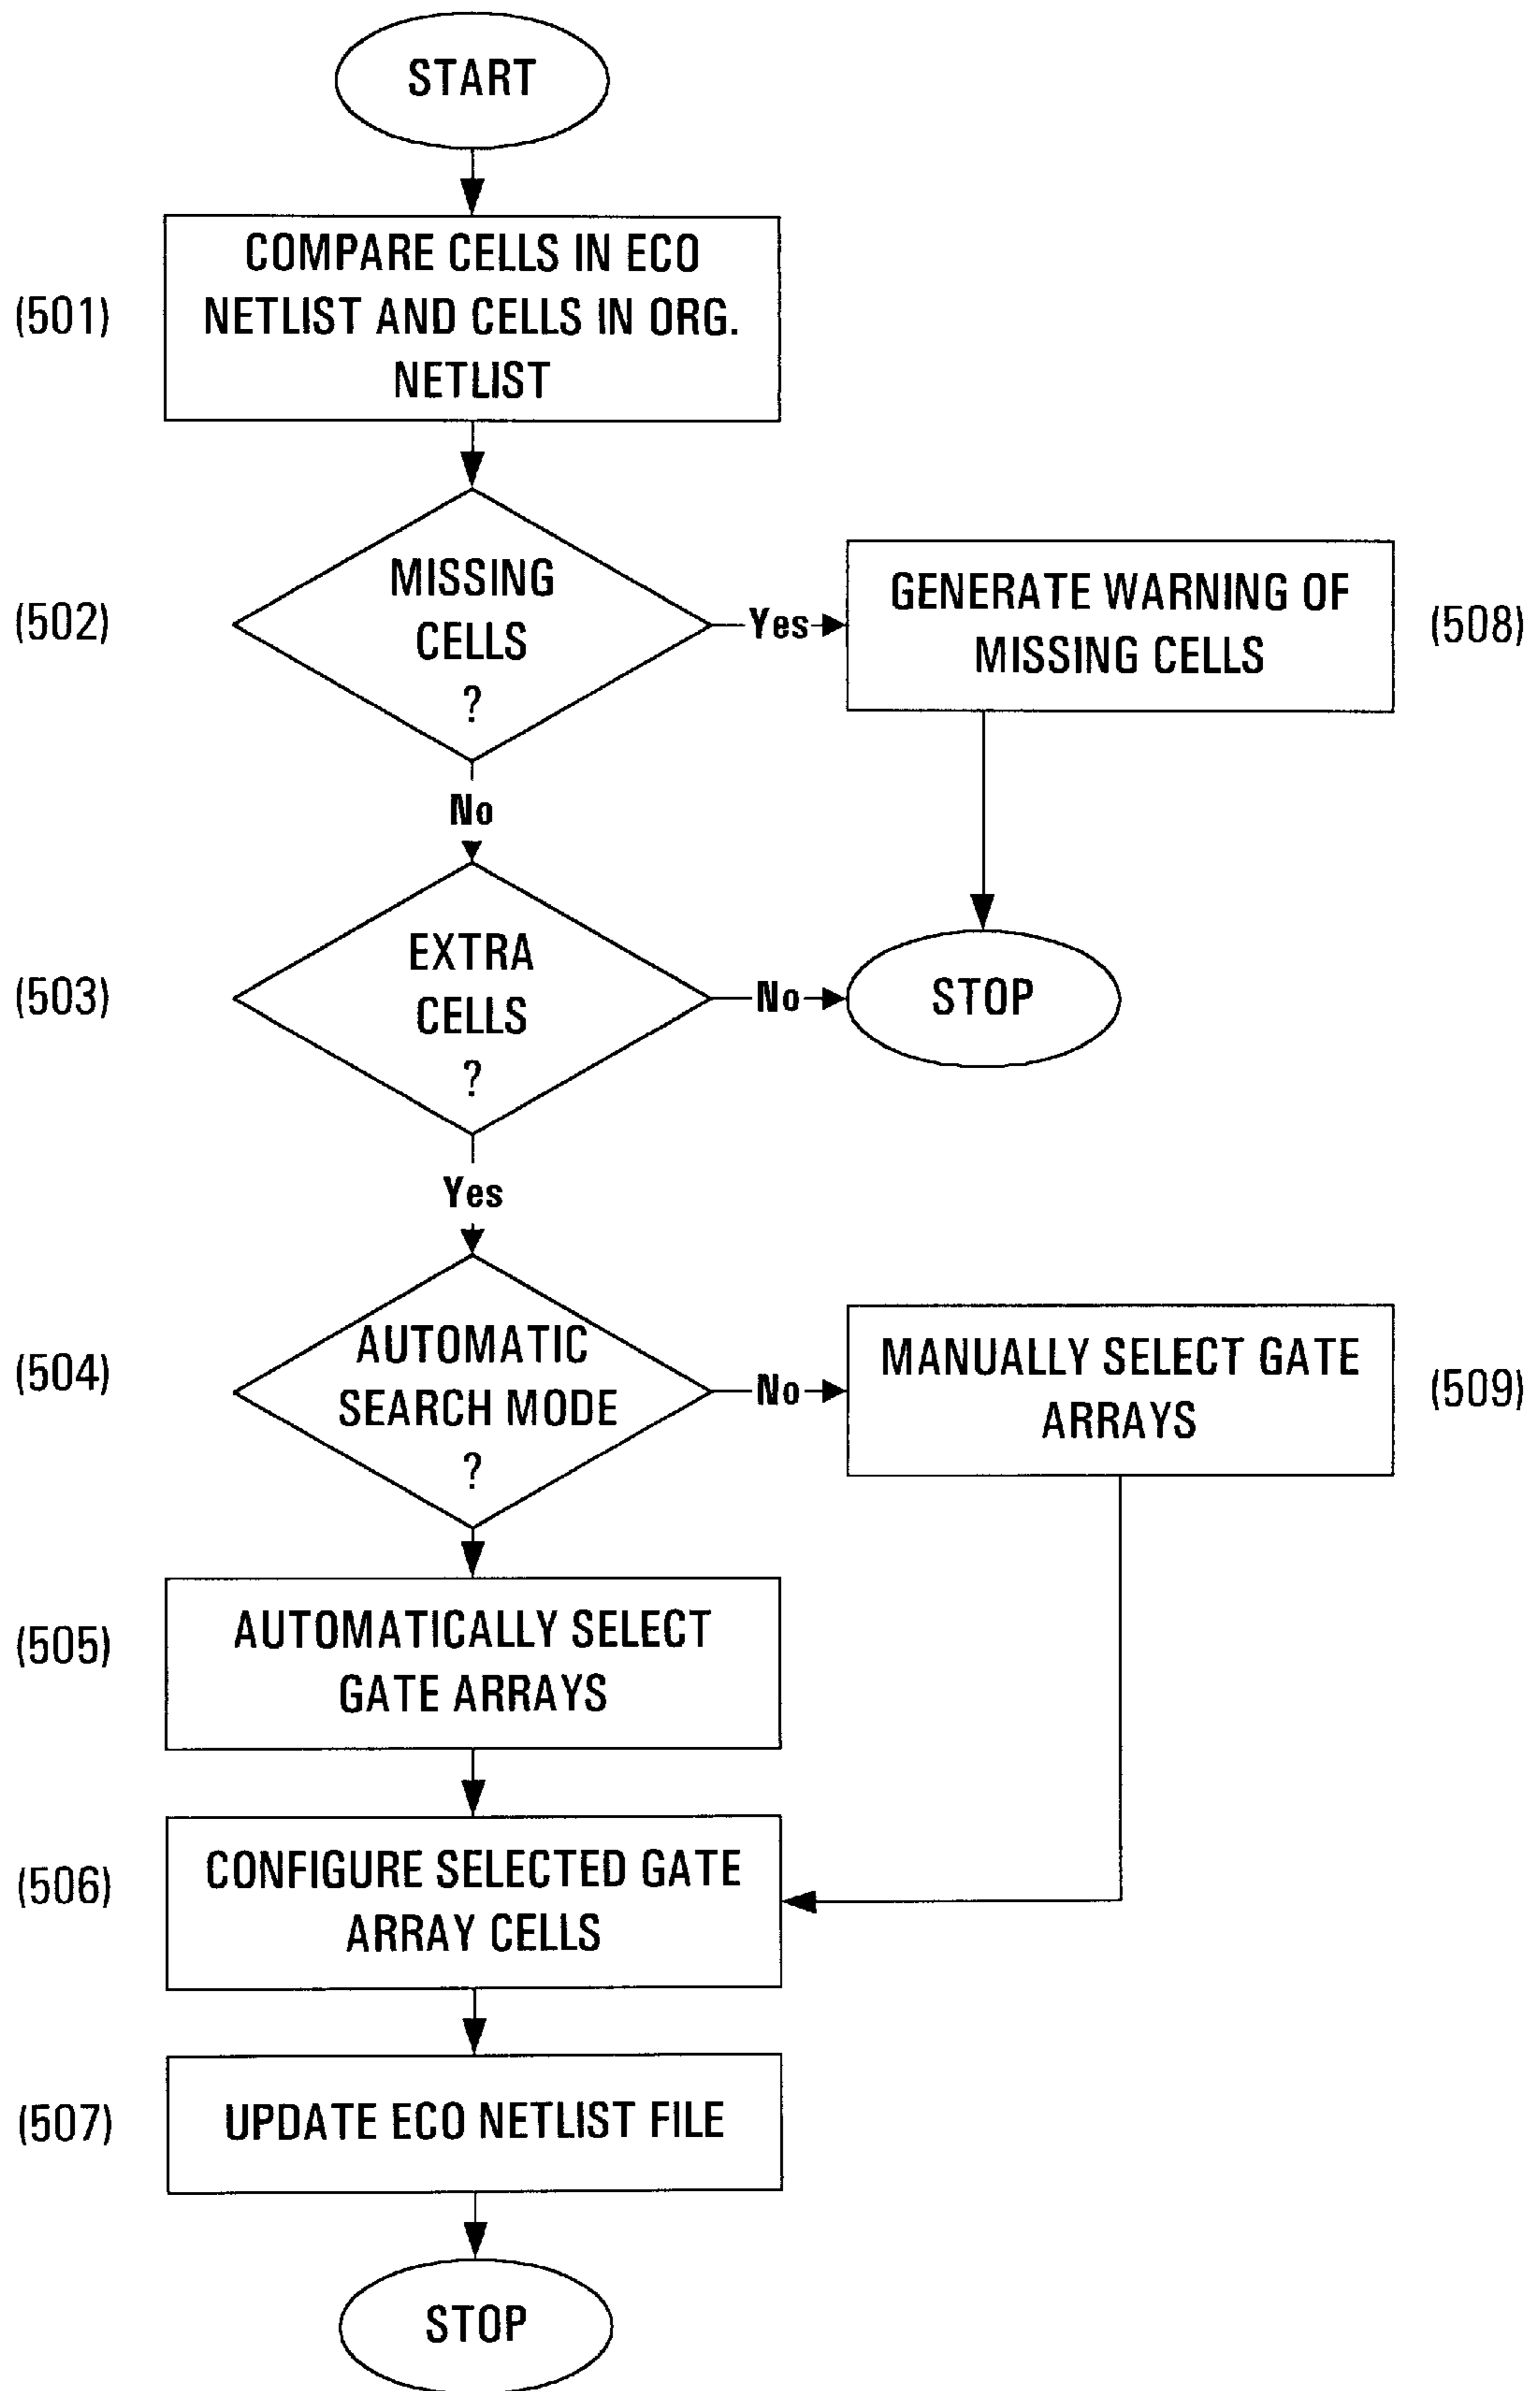 START
(501)
COMPARE CELLS IN ECO
NETLIST AND CELLS IN ORG.
NETLIST
(502)
MISSING
CELLS
?
Yes
GENERATE WARNING OF
MISSING CELLS
(508)
No
(503)
EXTRA
CELLS
?
No
STOP
Yes
(504)
AUTOMATIC
SEARCH MODE
?
No
MANUALLY SELECT GATE
ARRAYS
(509)
(505)
AUTOMATICALLY SELECT
GATE ARRAYS
(506)
CONFIGURE SELECTED GATE
ARRAY CELLS
(507)
UPDATE ECO NETLIST FILE
STOP